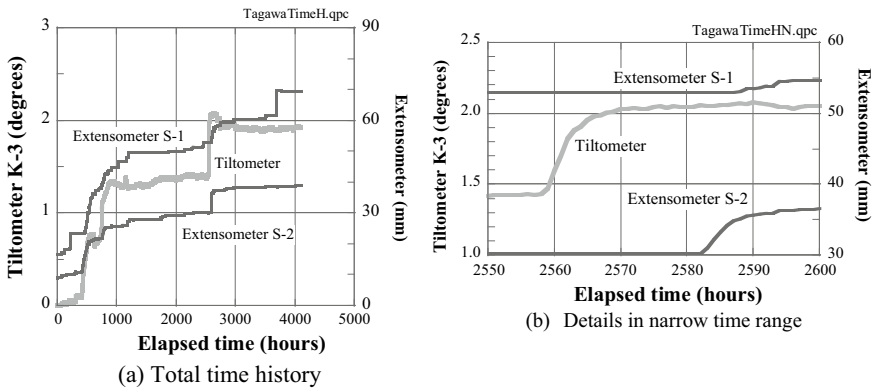 TagawaTimeH.qpc
3
2
1
0
Tiltometer K-3 (degrees)
90
60
30
0
Extensometer (mm)
Extensometer S-1
Tiltometer
Extensometer S-2
0 1000 2000 3000 4000 5000
Elapsed time (hours)
(a) Total time history
TagawaTimeHN.qpc
2.5
2.0
1.5
1.0
Tiltometer K-3 (degrees)
60
50
40
30
Extensometer (mm)
Extensometer S-1
Tiltometer
Extensometer S-2
2550 2560 2570 2580 2590 2600
Elapsed time (hours)
(b) Details in narrow time range